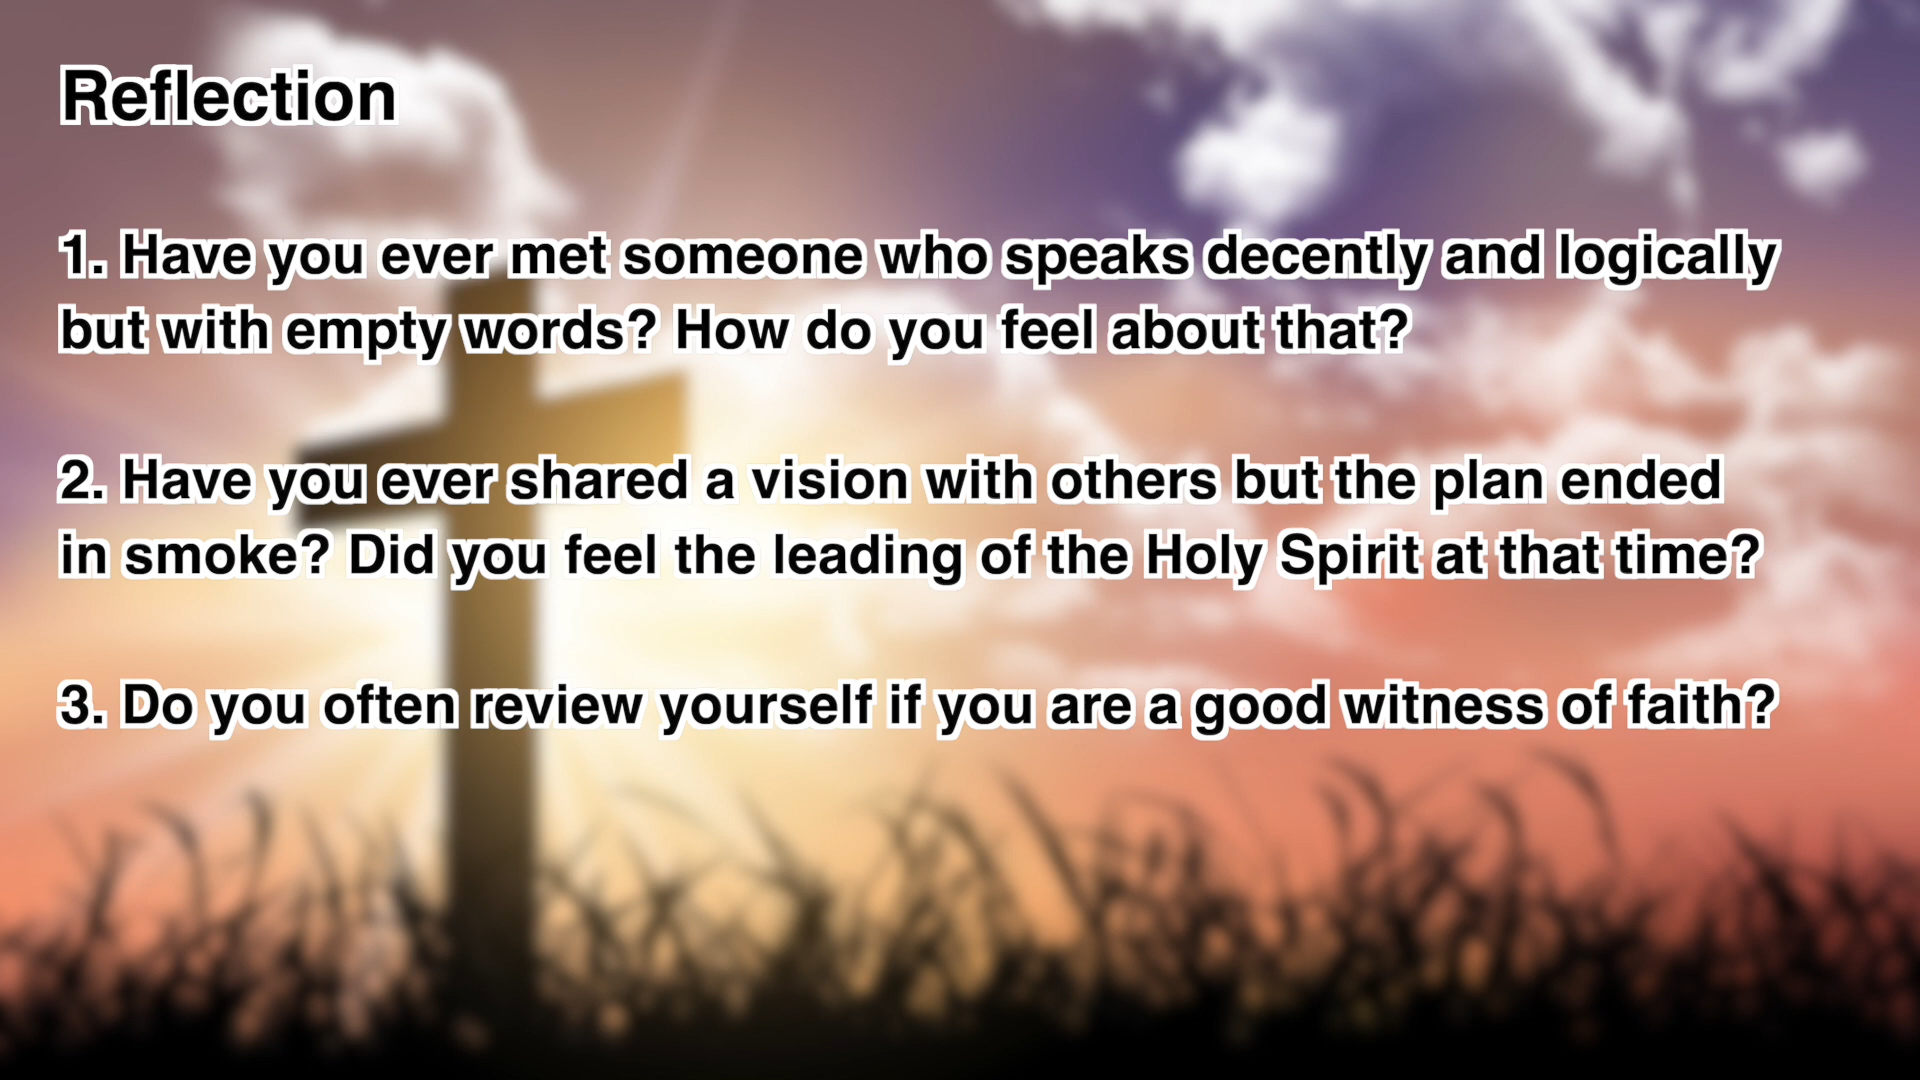 Reflection
1. Have you ever met someone who speaks decently and logically
but with empty words? How do you feel about that?
2. Have you ever shared a vision with others but the plan ended
in smoke? Did you feel the leading of the Holy Spirit at that time?
3. Do you often review yourself if you are a good witness of faith?